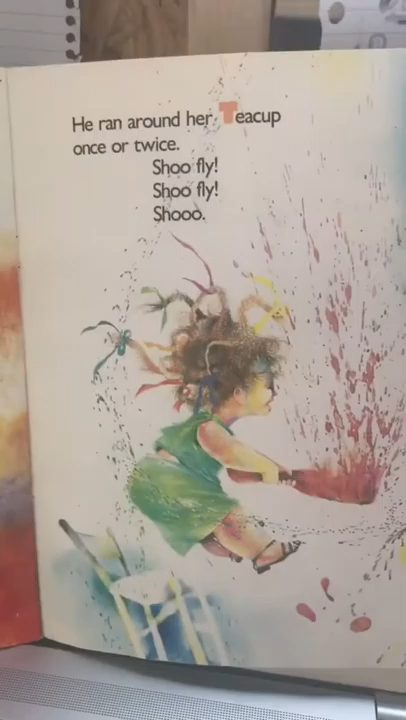 He ran around her Teacup
once or twice.
Shoo fly!
Shoo fly!
Shooo.